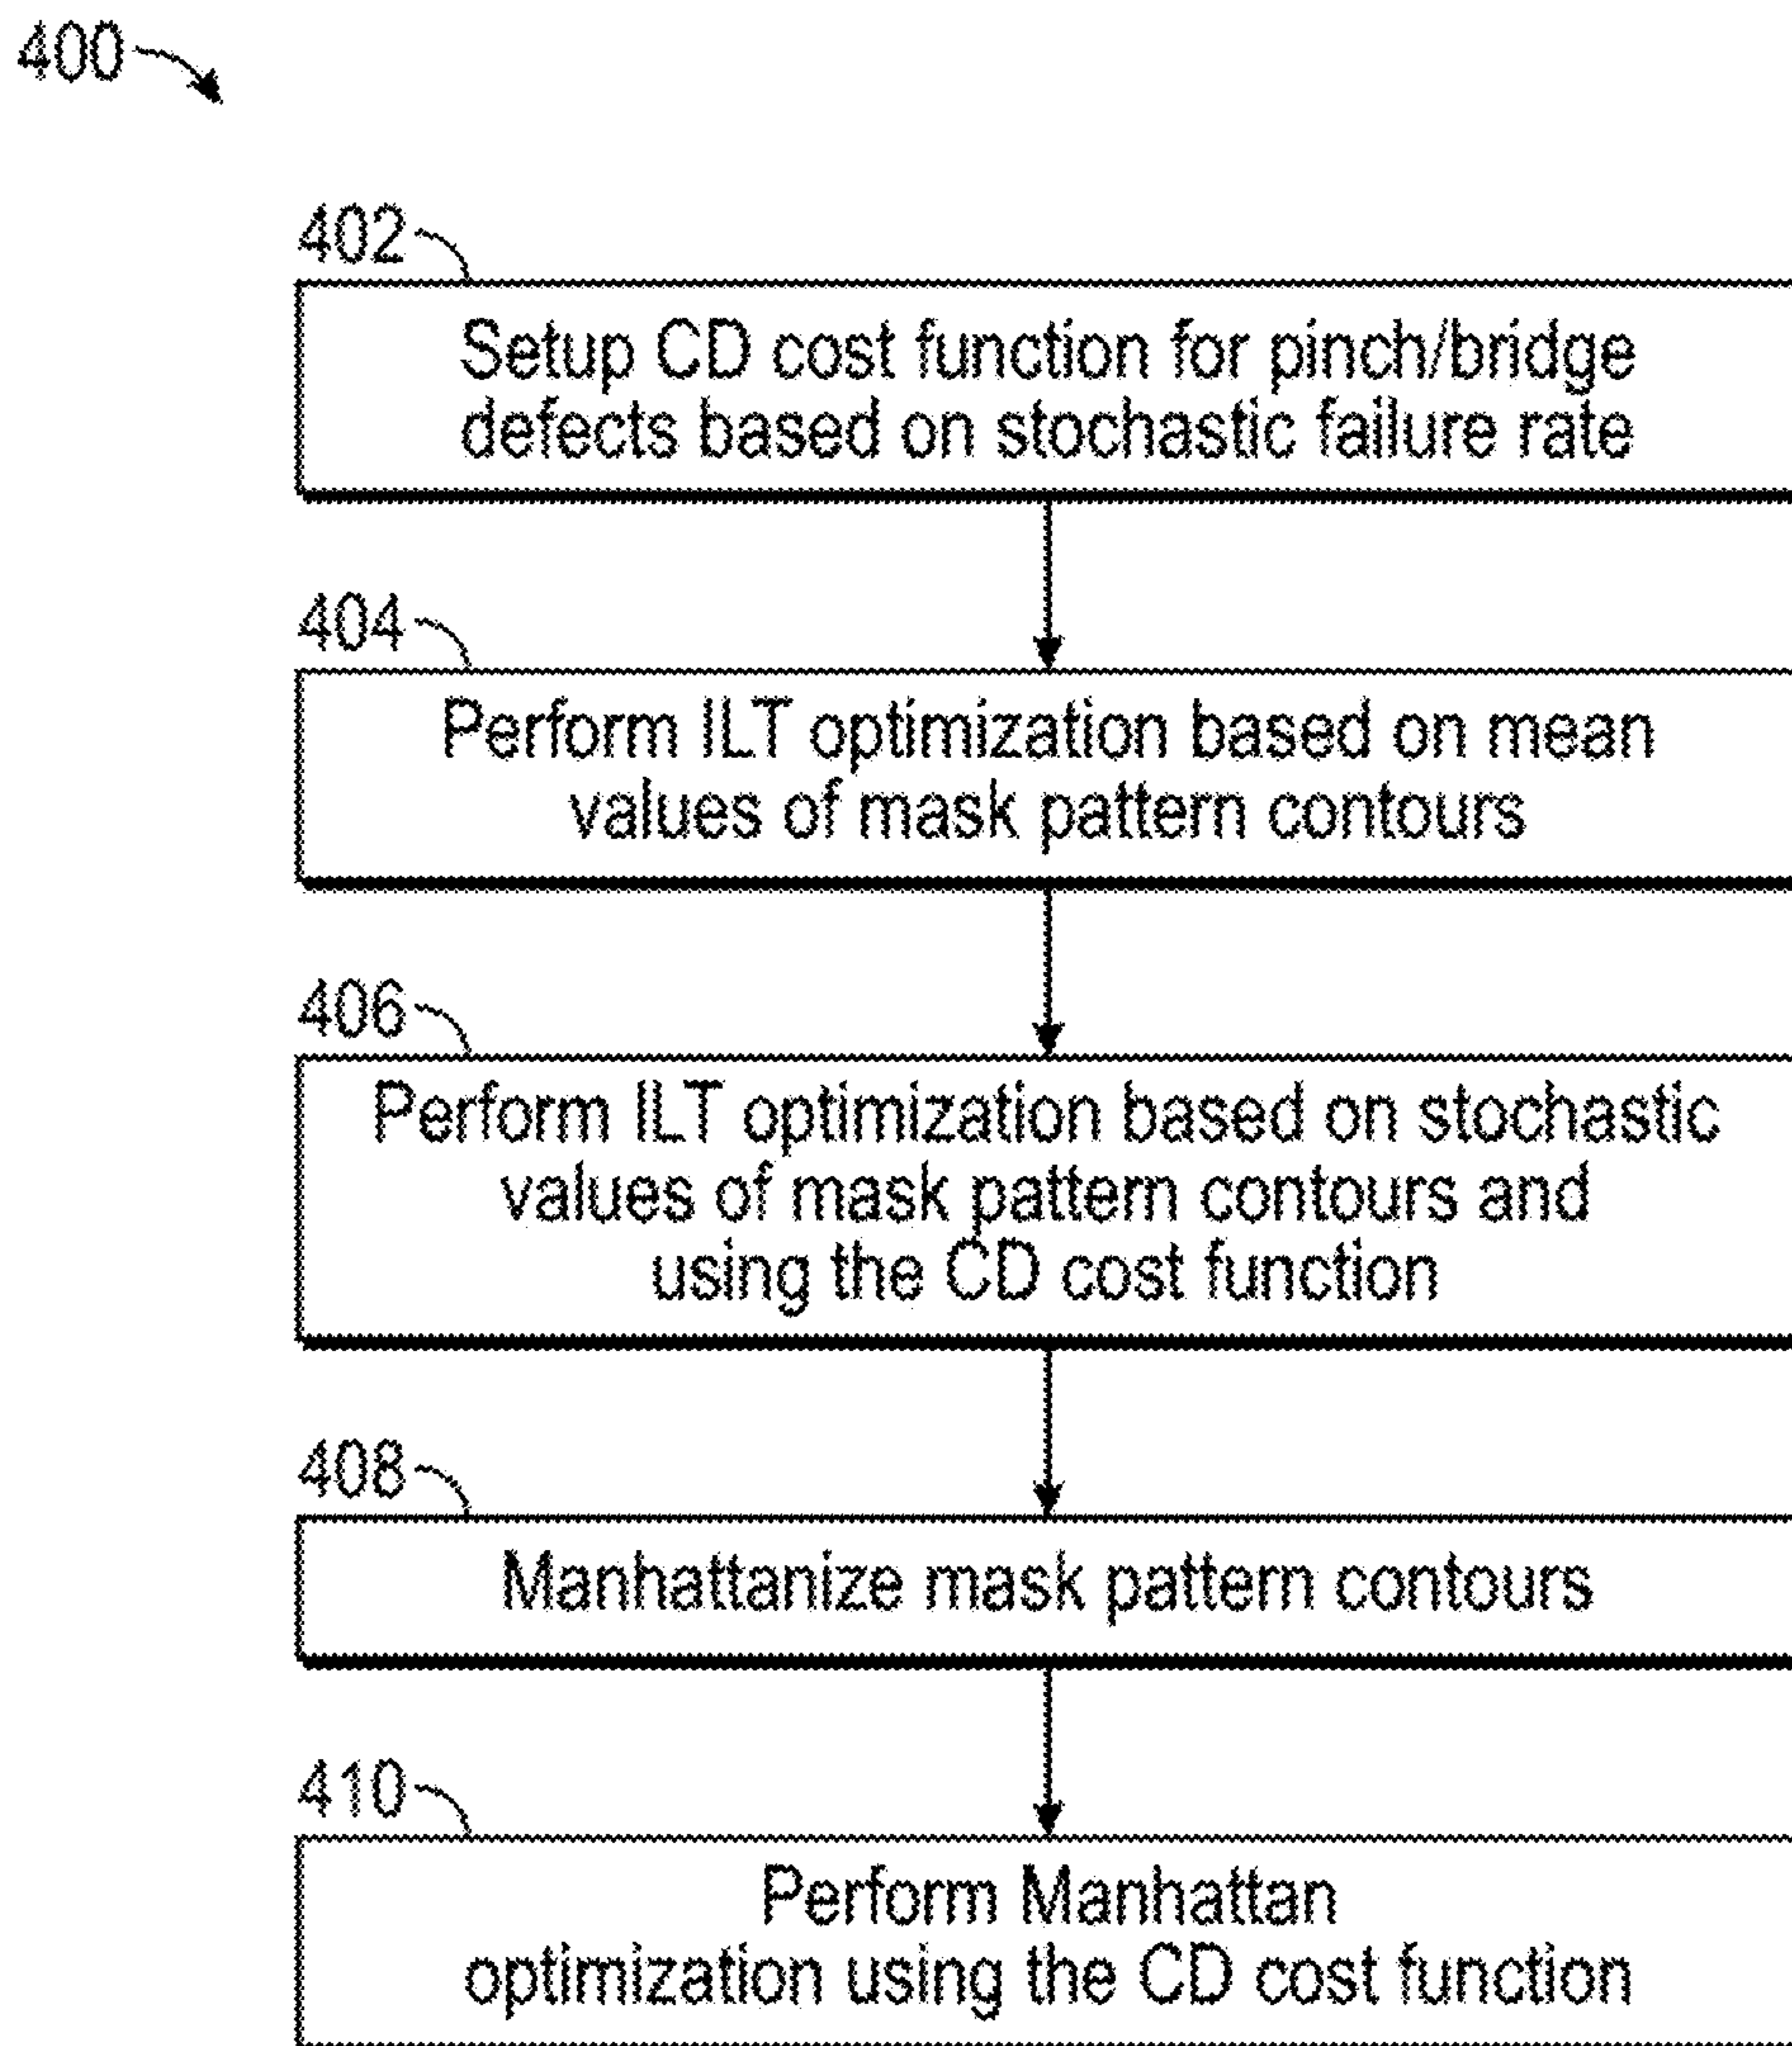 400
402
Setup CD cost function for pinch/bridge
defects based on stochastic failure rate
404
Perform ILT optimization based on mean
values of mask pattern contours
406
Perform ILT optimization based on stochastic
values of mask pattern contours and
using the CD cost function
408
Manhattanize mask pattern contours
410
Perform Manhattan
optimization using the CD cost function